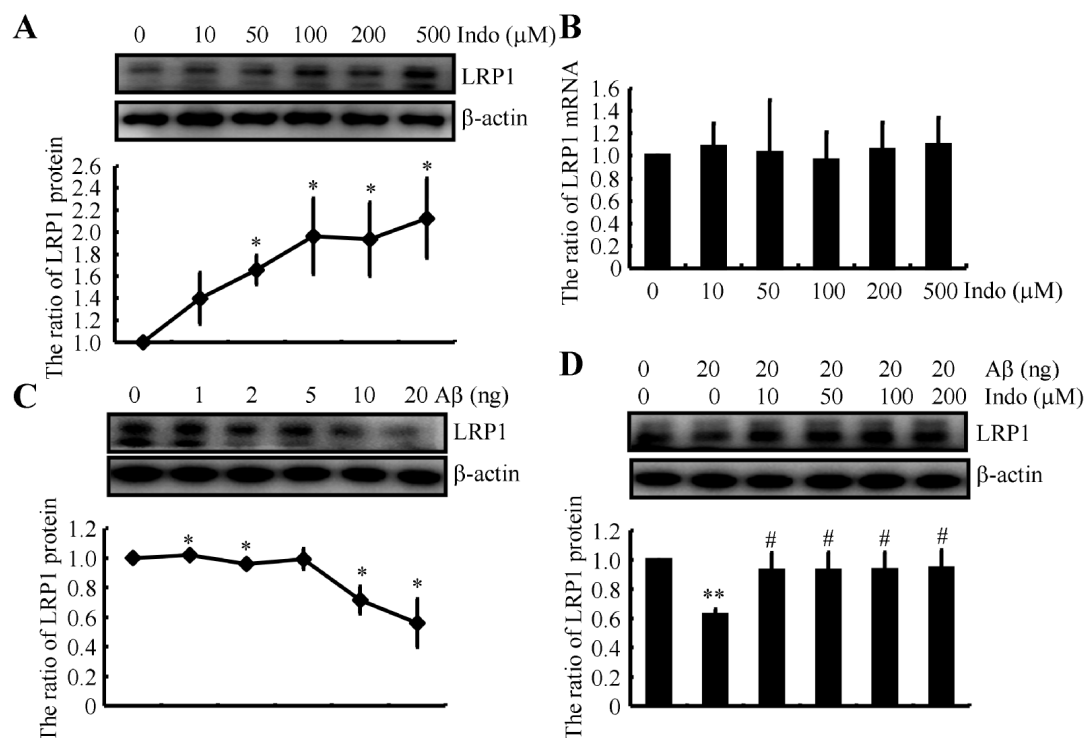 A
0 10 50 100 200 500 Indo (μM)
LRP1
β-actin
The ratio of LRP1 protein
2.6
2.4
2.2
2.0
1.8
1.6
1.4
1.2
1.0
* * * *
B
The ratio of LRP1 mRNA
1.6
1.4
1.2
1.0
0.8
0.6
0.4
0.2
0
0 10 50 100 200 500 Indo (μM)
C
0 1 2 5 10 20 Aβ (ng)
LRP1
β-actin
The ratio of LRP1 protein
1.2
1.0
0.8
0.6
0.4
0.2
0
* * * *
D
0 20 20 20 20 20 Aβ (ng)
0 0 10 50 100 200 Indo (μM)
LRP1
β-actin
The ratio of LRP1 protein
1.2
1.0
0.8
0.6
0.4
0.2
0
** # # # #